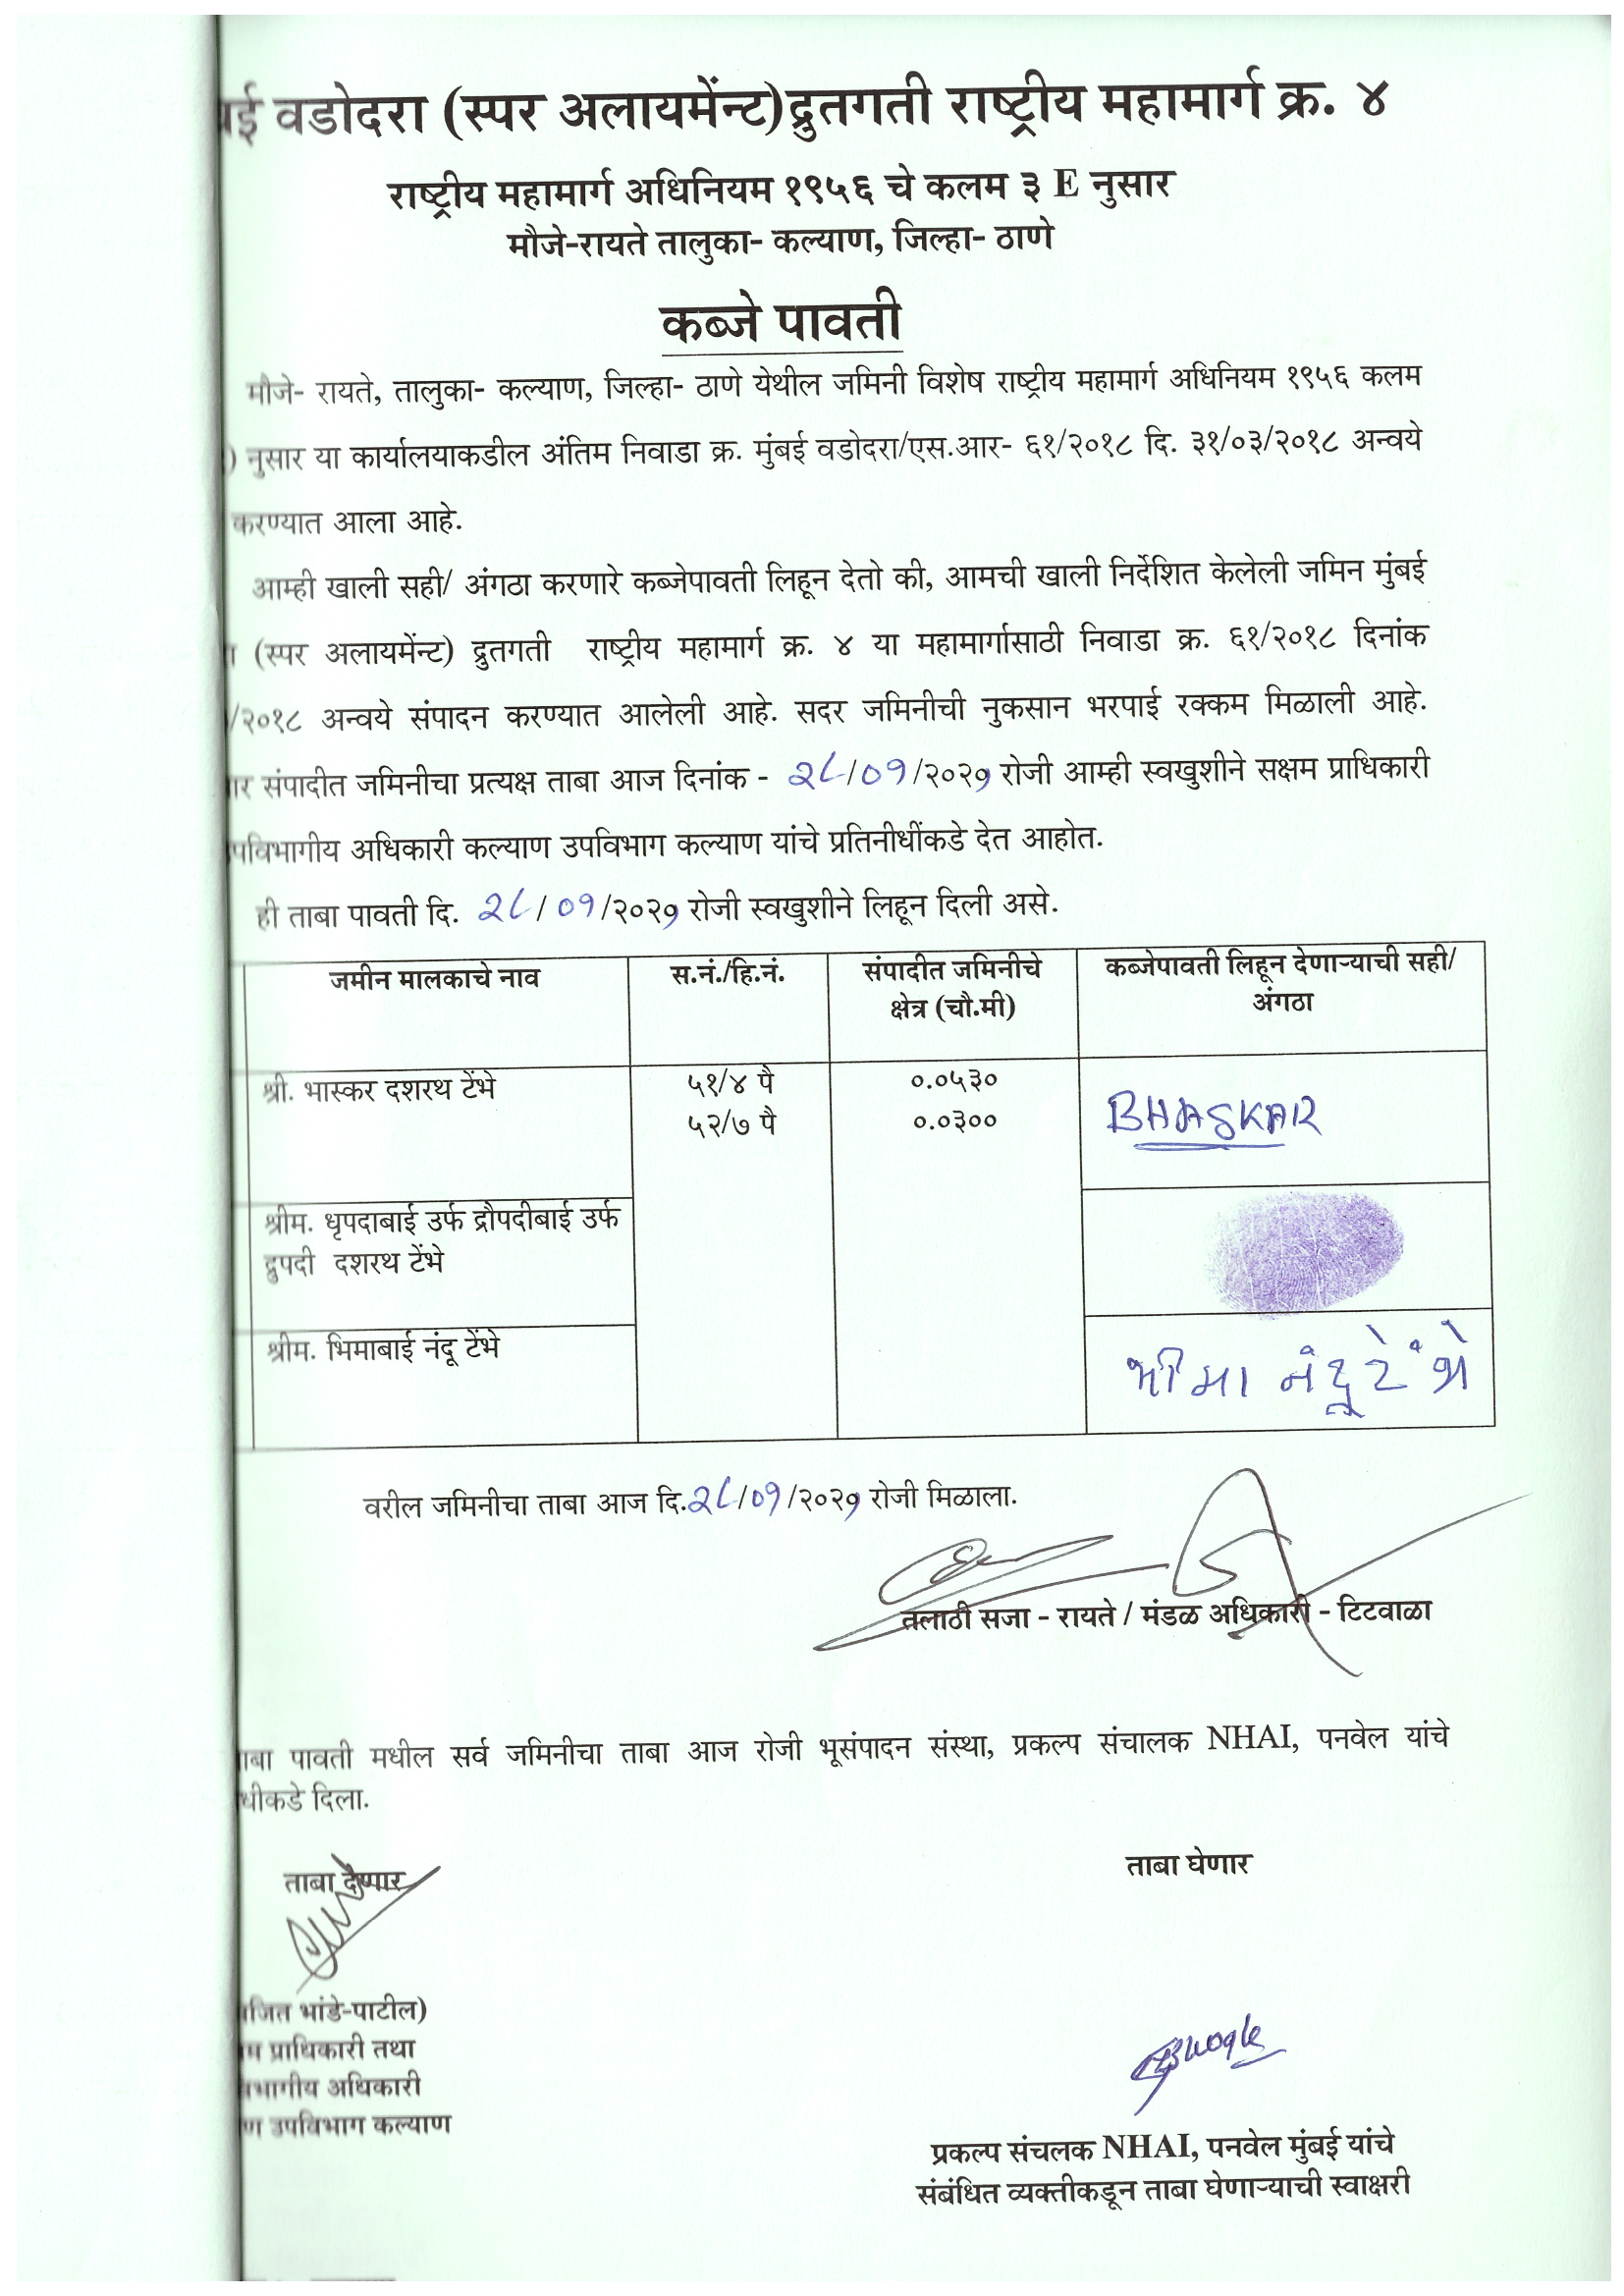 वडोदरा (स्पर अलायमेंन्ट)द्रुतगती राष्ट्रीय महामार्ग क्र. ४
राष्ट्रीय महामार्ग अधिनियम १९५६ चे कलम ३ E नुसार
मौजे-रायते तालुका- कल्याण, जिल्हा- ठाणे
कब्जे पावती
मौजे- रायते, तालुका- कल्याण, जिल्हा- ठाणे येथील जमिनी विशेष राष्ट्रीय महामार्ग अधिनियम १९५६ कलम
) नुसार या कार्यालयाकडील अंतिम निवाडा क्र. मुंबई वडोदरा/एस.आर- ६१/२०१८ दि. ३१/०३/२०१८ अन्वये
करण्यात आला आहे.
आम्ही खाली सही/ अंगठा करणारे कब्जेपावती लिहून देतो की, आमची खाली निर्देशित केलेली जमिन मुंबई
(स्पर अलायमेंन्ट) द्रुतगती राष्ट्रीय महामार्ग क्र. ४ या महामार्गासाठी निवाडा क्र. ६१/२०१८ दिनांक
/२०१८ अन्वये संपादन करण्यात आलेली आहे. सदर जमिनीची नुकसान भरपाई रक्कम मिळाली आहे.
संपादीत जमिनीचा प्रत्यक्ष ताबा आज दिनांक - २८/०१/२०२१ रोजी आम्ही स्वखुशीने सक्षम प्राधिकारी
पविभागीय अधिकारी कल्याण उपविभाग कल्याण यांचे प्रतिनीधींकडे देत आहोत.
ही ताबा पावती दि. २८/०१/२०२१ रोजी स्वखुशीने लिहून दिली असे.
जमीन मालकाचे नाव स.नं./हि.नं. संपादीत जमिनीचे क्षेत्र (चौ.मी) कब्जेपावती लिहून देणाऱ्याची सही/ अंगठा
श्री. भास्कर दशरथ टेंभे ५१/४ पै ०.०५३० BHASKAR
५२/७ पै ०.०३००
श्रीम. धृपदाबाई उर्फ द्रौपदीबाई उर्फ
द्रुपदी दशरथ टेंभे
श्रीम. भिमाबाई नंदू टेंभे भीमा नंदू टेंभे
वरील जमिनीचा ताबा आज दि.२८/०१/२०२१ रोजी मिळाला.
तलाठी सजा - रायते / मंडळ अधिकारी - टिटवाळा
ाबा पावती मधील सर्व जमिनीचा ताबा आज रोजी भूसंपादन संस्था, प्रकल्प संचालक NHAI, पनवेल यांचे
धीकडे दिला.
ताबा देणार ताबा घेणार
जित भांडे-पाटील)
म प्राधिकारी तथा
भागीय अधिकारी
ण उपविभाग कल्याण
प्रकल्प संचलक NHAI, पनवेल मुंबई यांचे
संबंधित व्यक्तीकडून ताबा घेणाऱ्याची स्वाक्षरी